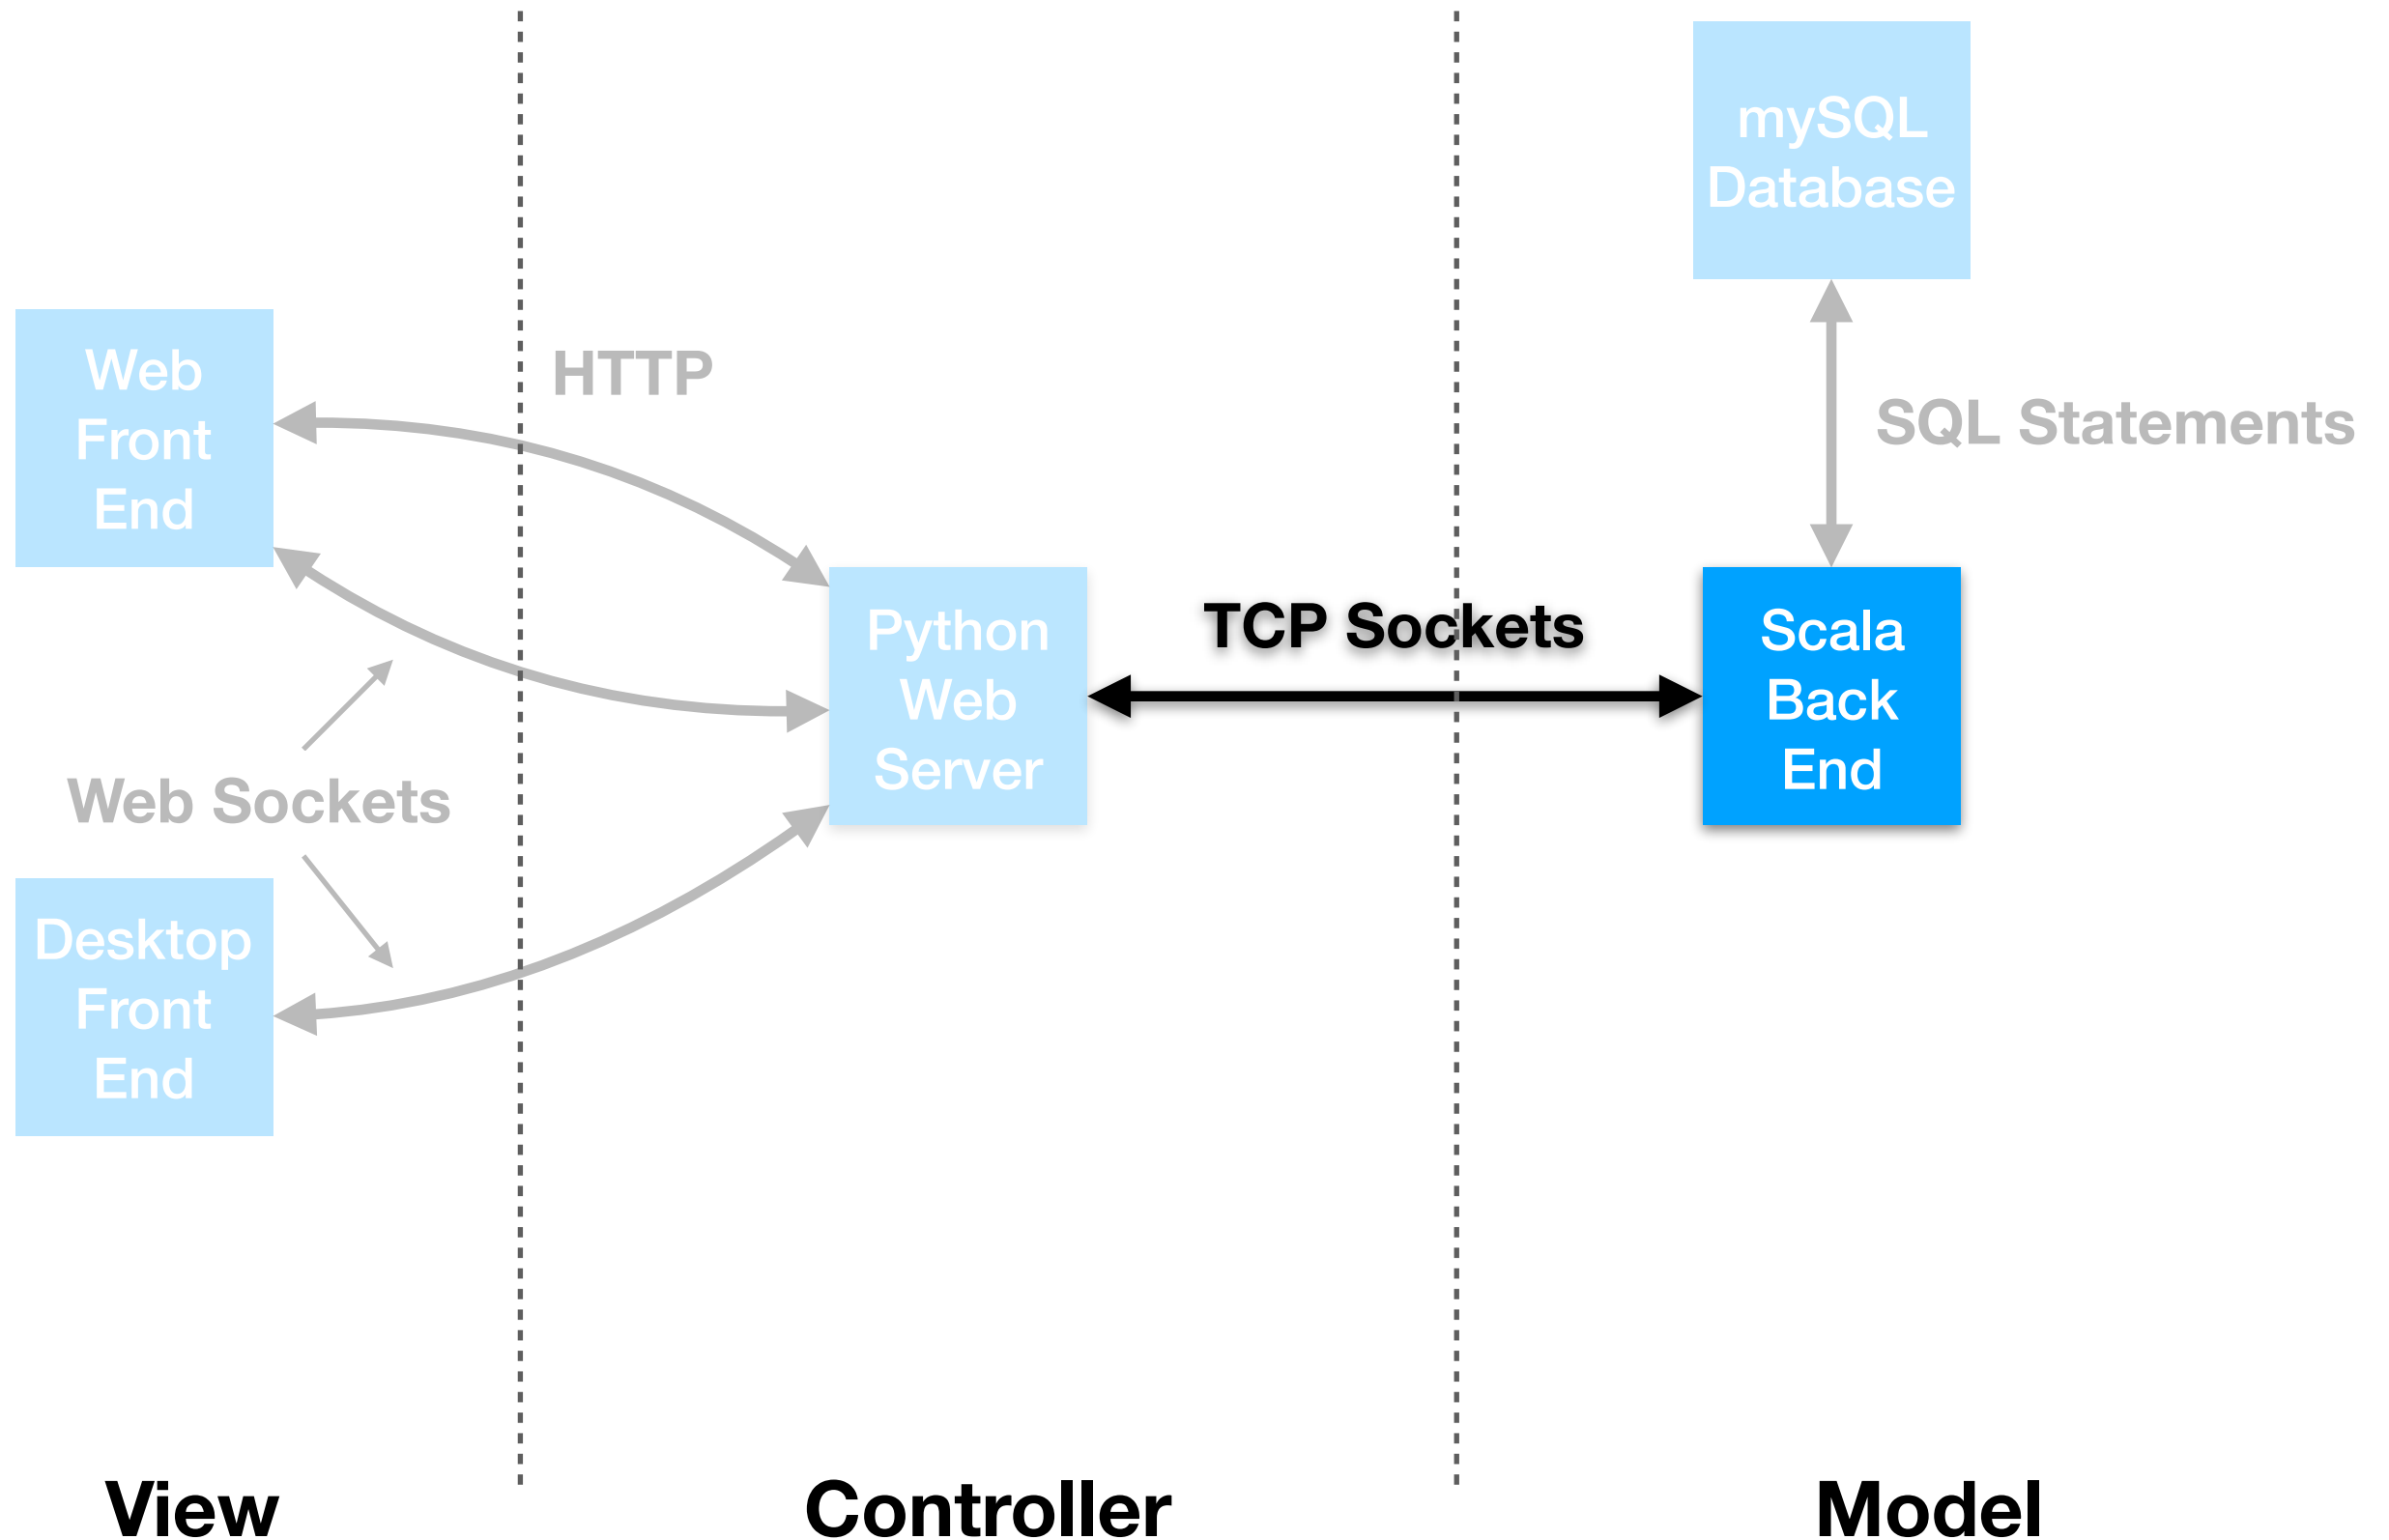 mySQL
Database
Web
Front
End
HTTP
SQL Statements
Python
Web
Server
TCP Sockets
Scala
Back
End
Web Sockets
Desktop
Front
End
View
Controller
Model